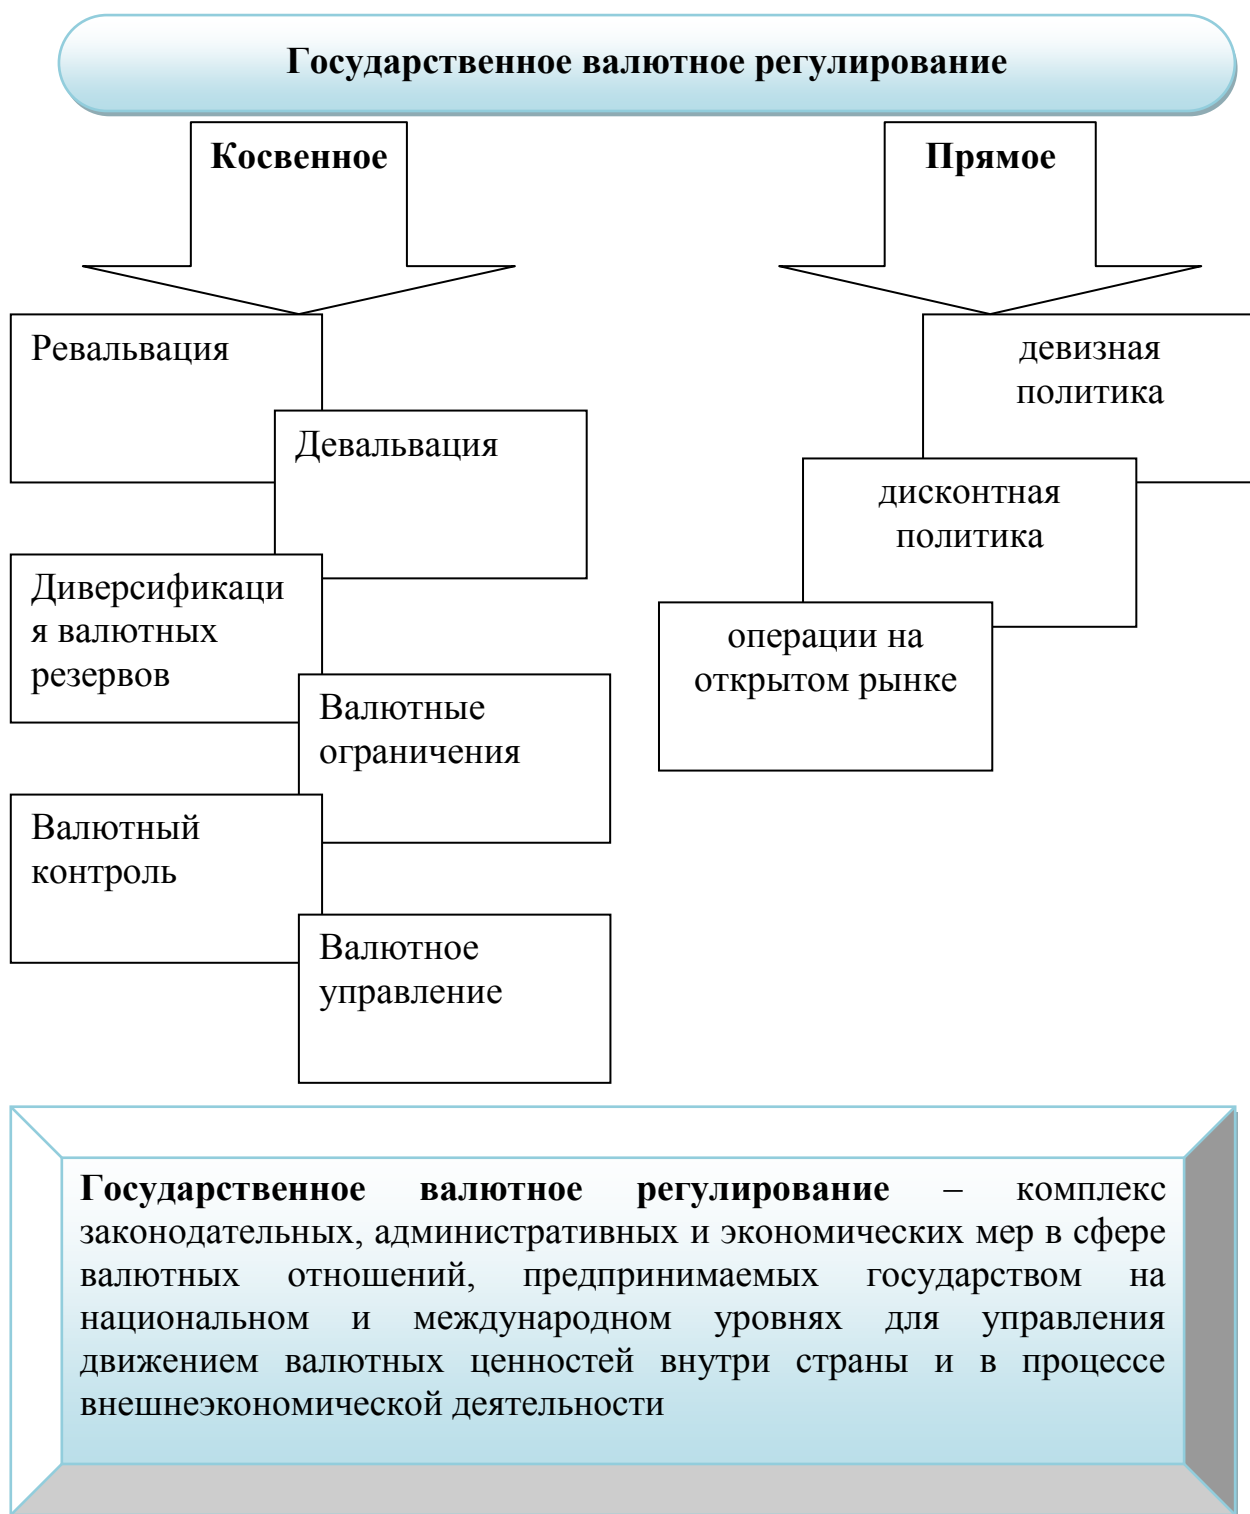 Государственное валютное регулирование
Косвенное
Ревальвация
Девальвация
Диверсификаци
я валютных
резервов
Валютные
ограничения
Валютный
контроль
Валютное
управление
Прямое
девизная
политика
дисконтная
политика
операции на
открытом рынке
Государственное валютное регулирование – комплекс
законодательных, административных и экономических мер в сфере
валютных отношений, предпринимаемых государством на
национальном и международном уровнях для управления
движением валютных ценностей внутри страны и в процессе
внешнеэкономической деятельности